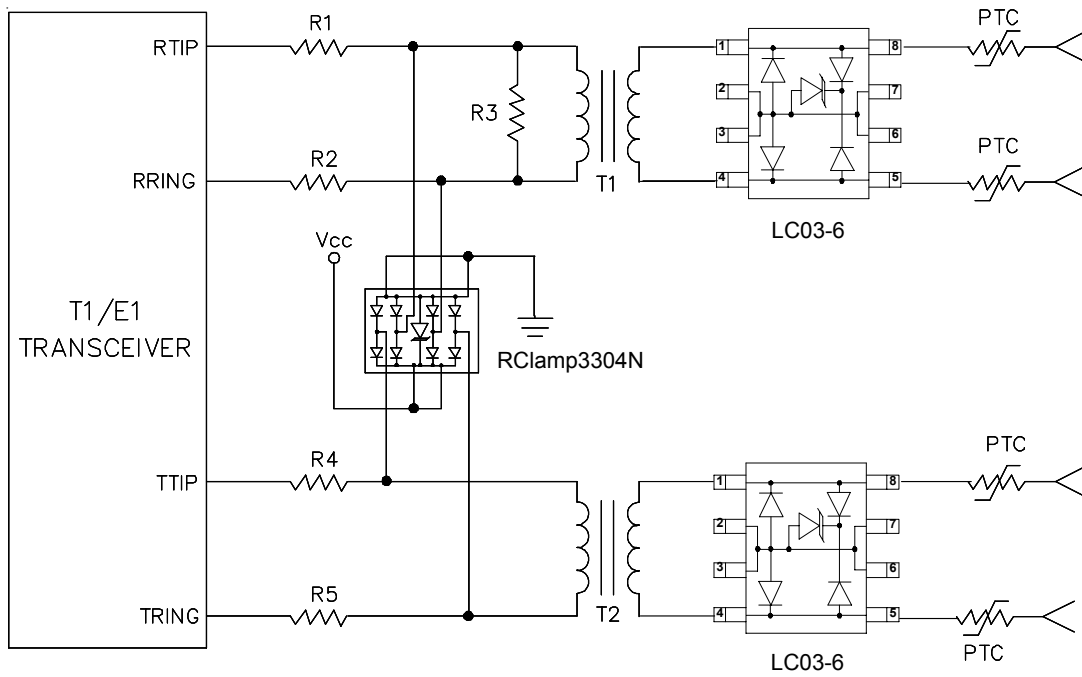 RTIP
R1
PTC
1
8
2
7
R3
3
6
PTC
RRING
R2
T1
4
5
LC03-6
Vcc
T1/E1
TRANSCEIVER
RClamp3304N
TTIP
R4
PTC
1
8
2
7
3
6
TRING
R5
T2
4
5
PTC
LC03-6